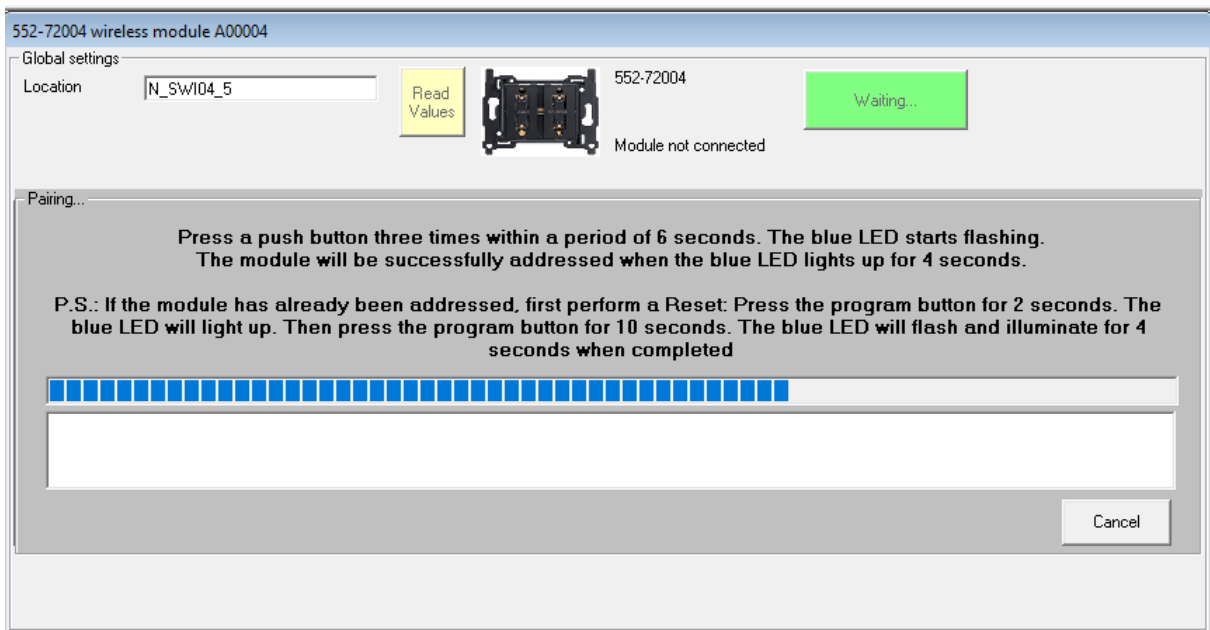 552-72004 wireless module A00004
Global settings
Location
N_SWI04_5
Read
Values
552-72004
Module not connected
Waiting...
Pairing...
Press a push button three times within a period of 6 seconds. The blue LED starts flashing.
The module will be successfully addressed when the blue LED lights up for 4 seconds.
P.S.: If the module has already been addressed, first perform a Reset: Press the program button for 2 seconds. The
blue LED will light up. Then press the program button for 10 seconds. The blue LED will flash and illuminate for 4
seconds when completed
Cancel